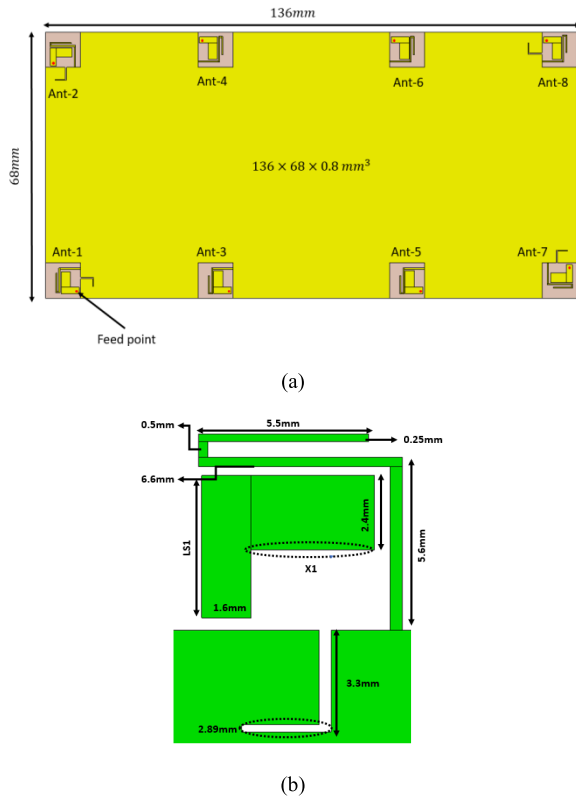 136mm
Ant-2
Ant-4
Ant-6
Ant-8
68mm
136 × 68 × 0.8 mm³
Ant-1
Ant-3
Ant-5
Ant-7
Feed point
(a)
0.5mm
5.5mm
0.25mm
6.6mm
LS1
2.4mm
5.6mm
X1
1.6mm
3.3mm
2.89mm
(b)